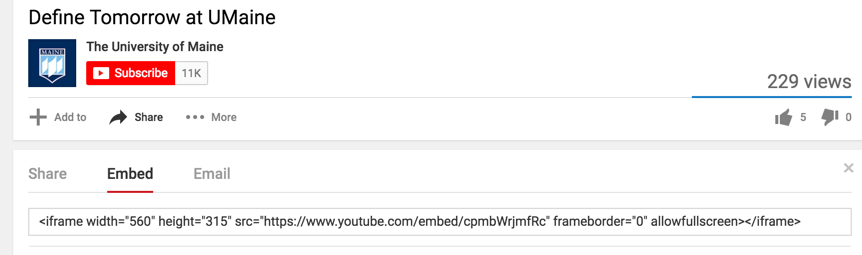 Define Tomorrow at UMaine
The University of Maine
MAINE
Subscribe 11K
229 views
Add to Share More
5 0
Share Embed Email
<iframe width="560" height="315" src="https://www.youtube.com/embed/cpmbWrjmfRc" frameborder="0" allowfullscreen></iframe>